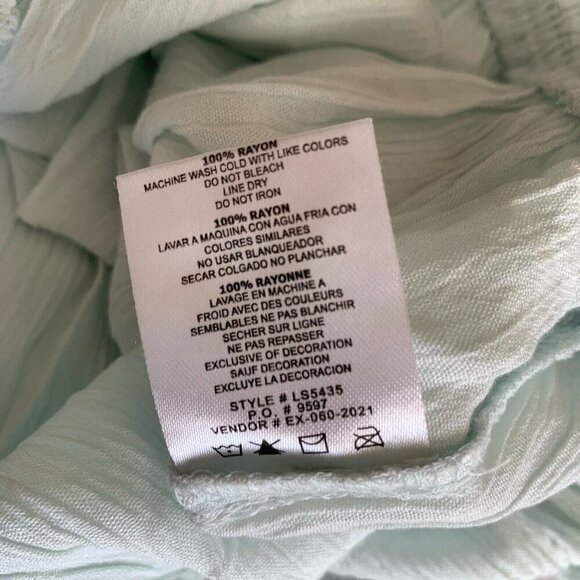 100% RAYON
MACHINE WASH COLD WITH LIKE COLORS
DO NOT BLEACH
LINE DRY
DO NOT IRON
100% RAYON
LAVAR A MAQUINA CON AGUA FRIA CON
COLORES SIMILARES
NO USAR BLANQUEADOR
SECAR COLGADO NO PLANCHAR
100% RAYONNE
LAVAGE EN MACHINE A
FROID AVEC DES COULEURS
SEMBLABLES NE PAS BLANCHIR
SECHER SUR LIGNE
NE PAS REPASSER
EXCLUSIVE OF DECORATION
SAUF DECORATION
EXCLUYE LA DECORACION
STYLE # LS5435
P.O. # 9597
VENDOR # EX-060-2021